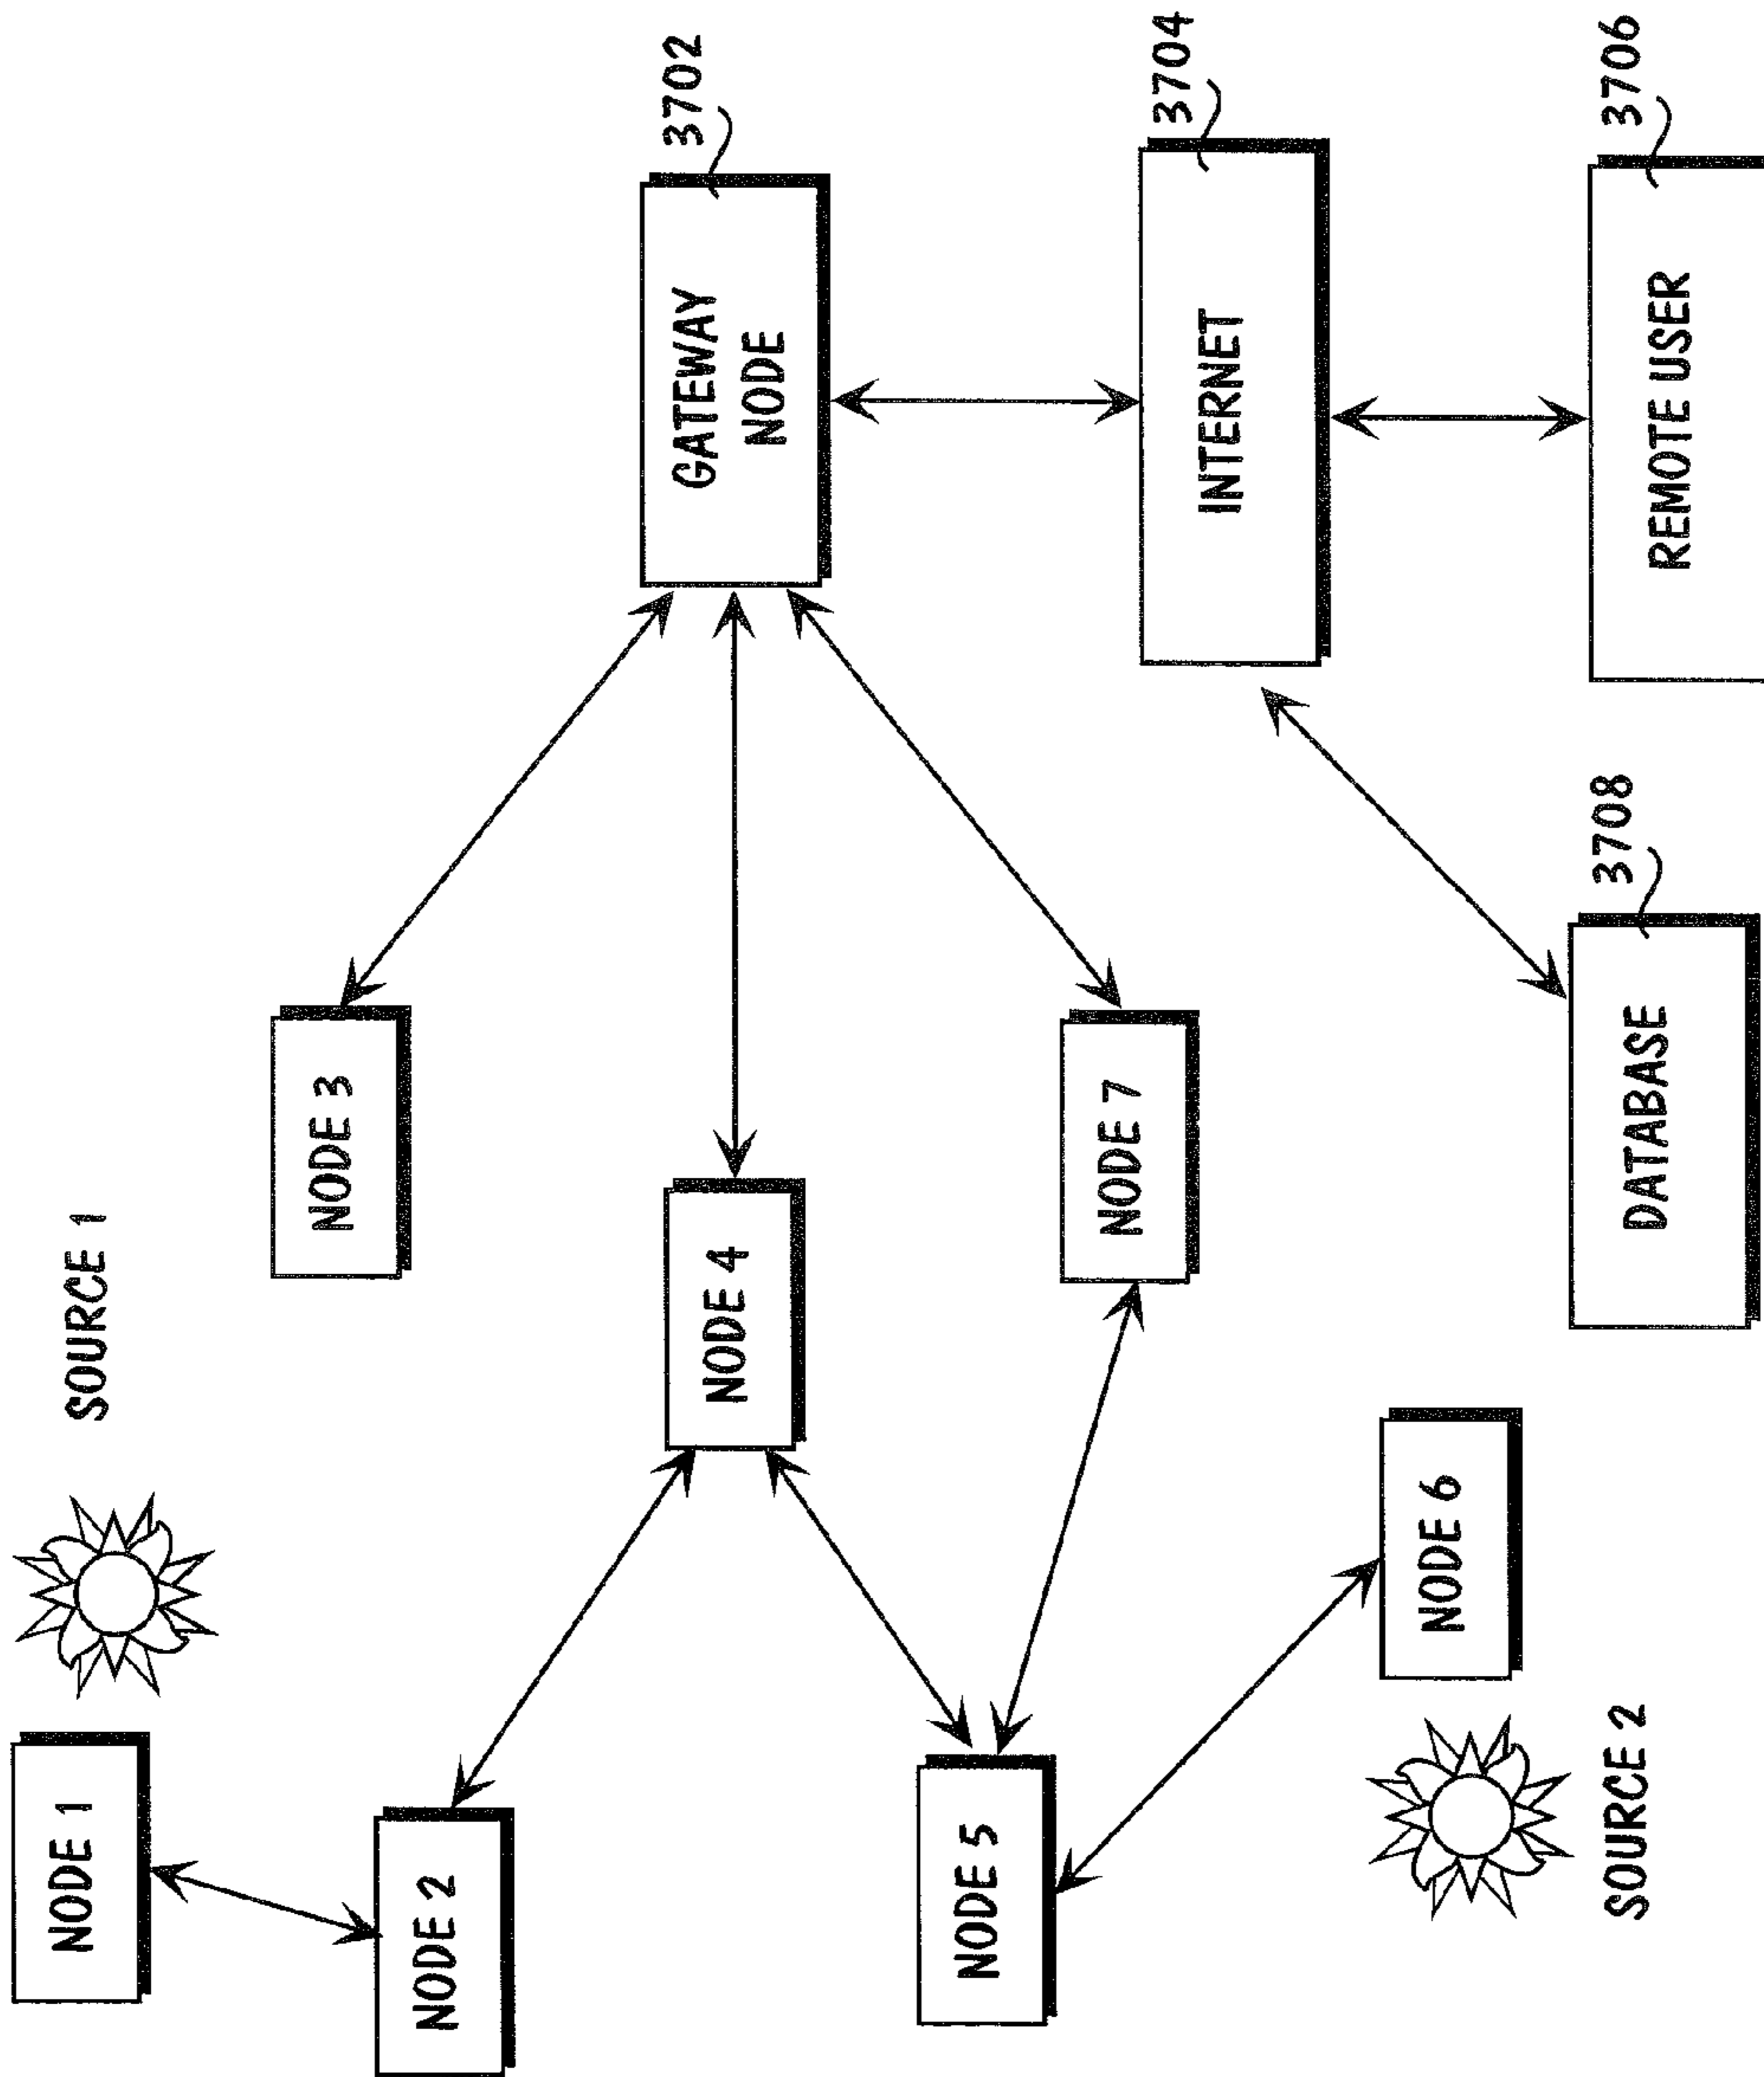 NODE 1
SOURCE 1
NODE 2
NODE 3
NODE 4
GATEWAY
NODE
3702
NODE 5
NODE 7
INTERNET
3704
NODE 6
SOURCE 2
DATABASE
3708
REMOTE USER
3706